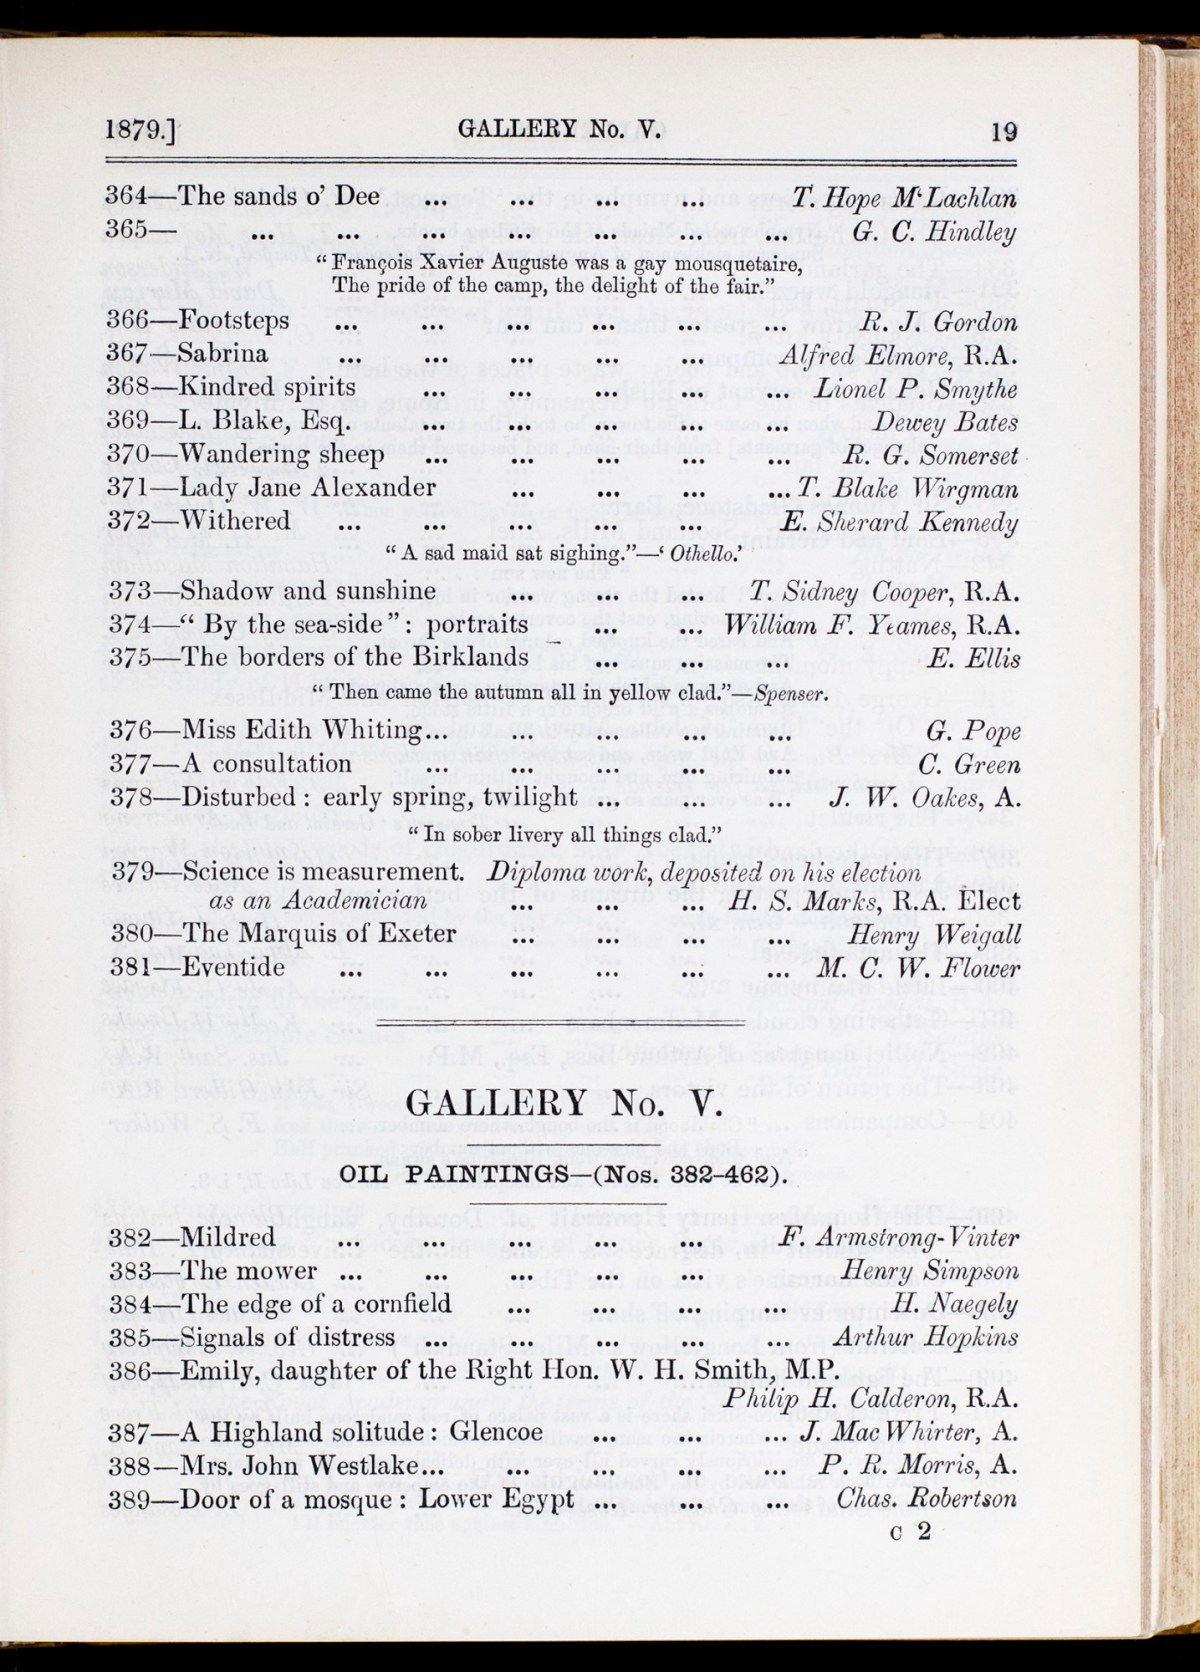 1879.] GALLERY No. V. 19
364—The sands o' Dee ... ... ... ... T. Hope M'Lachlan
365— ... ... ... ... ... ... ... G. C. Hindley
"François Xavier Auguste was a gay mousquetaire,
The pride of the camp, the delight of the fair."
366—Footsteps ... ... ... ... ... ... R. J. Gordon
367—Sabrina ... ... ... ... ... Alfred Elmore, R.A.
368—Kindred spirits ... ... ... ... ... Lionel P. Smythe
369—L. Blake, Esq. ... ... ... ... ... Dewey Bates
370—Wandering sheep ... ... ... ... ... R. G. Somerset
371—Lady Jane Alexander ... ... ... ... T. Blake Wirgman
372—Withered ... ... ... ... ... E. Sherard Kennedy
"A sad maid sat sighing."—'Othello.'
373—Shadow and sunshine ... ... ... T. Sidney Cooper, R.A.
374—"By the sea-side": portraits ... ... William F. Yeames, R.A.
375—The borders of the Birklands ... ... ... E. Ellis
"Then came the autumn all in yellow clad."—Spenser.
376—Miss Edith Whiting... ... ... ... ... G. Pope
377—A consultation ... ... ... ... ... C. Green
378—Disturbed: early spring, twilight ... ... ... J. W. Oakes, A.
"In sober livery all things clad."
379—Science is measurement. Diploma work, deposited on his election
as an Academician ... ... ... H. S. Marks, R.A. Elect
380—The Marquis of Exeter ... ... ... ... Henry Weigall
381—Eventide ... ... ... ... ... ... M. C. W. Flower
GALLERY No. V.
OIL PAINTINGS—(Nos. 382-462).
382—Mildred ... ... ... ... ... F. Armstrong-Vinter
383—The mower ... ... ... ... ... Henry Simpson
384—The edge of a cornfield ... ... ... ... H. Naegely
385—Signals of distress ... ... ... ... ... Arthur Hopkins
386—Emily, daughter of the Right Hon. W. H. Smith, M.P.
Philip H. Calderon, R.A.
387—A Highland solitude: Glencoe ... ... ... J. MacWhirter, A.
388—Mrs. John Westlake... ... ... ... ... P. R. Morris, A.
389—Door of a mosque: Lower Egypt ... ... ... Chas. Robertson
C 2